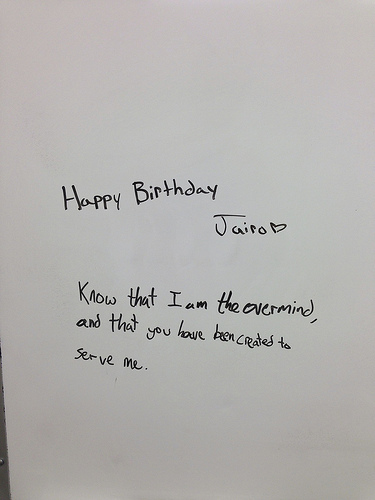 Happy Birthday
Jairo♡
Know that I am the overmind,
and that you have been created to
serve me.